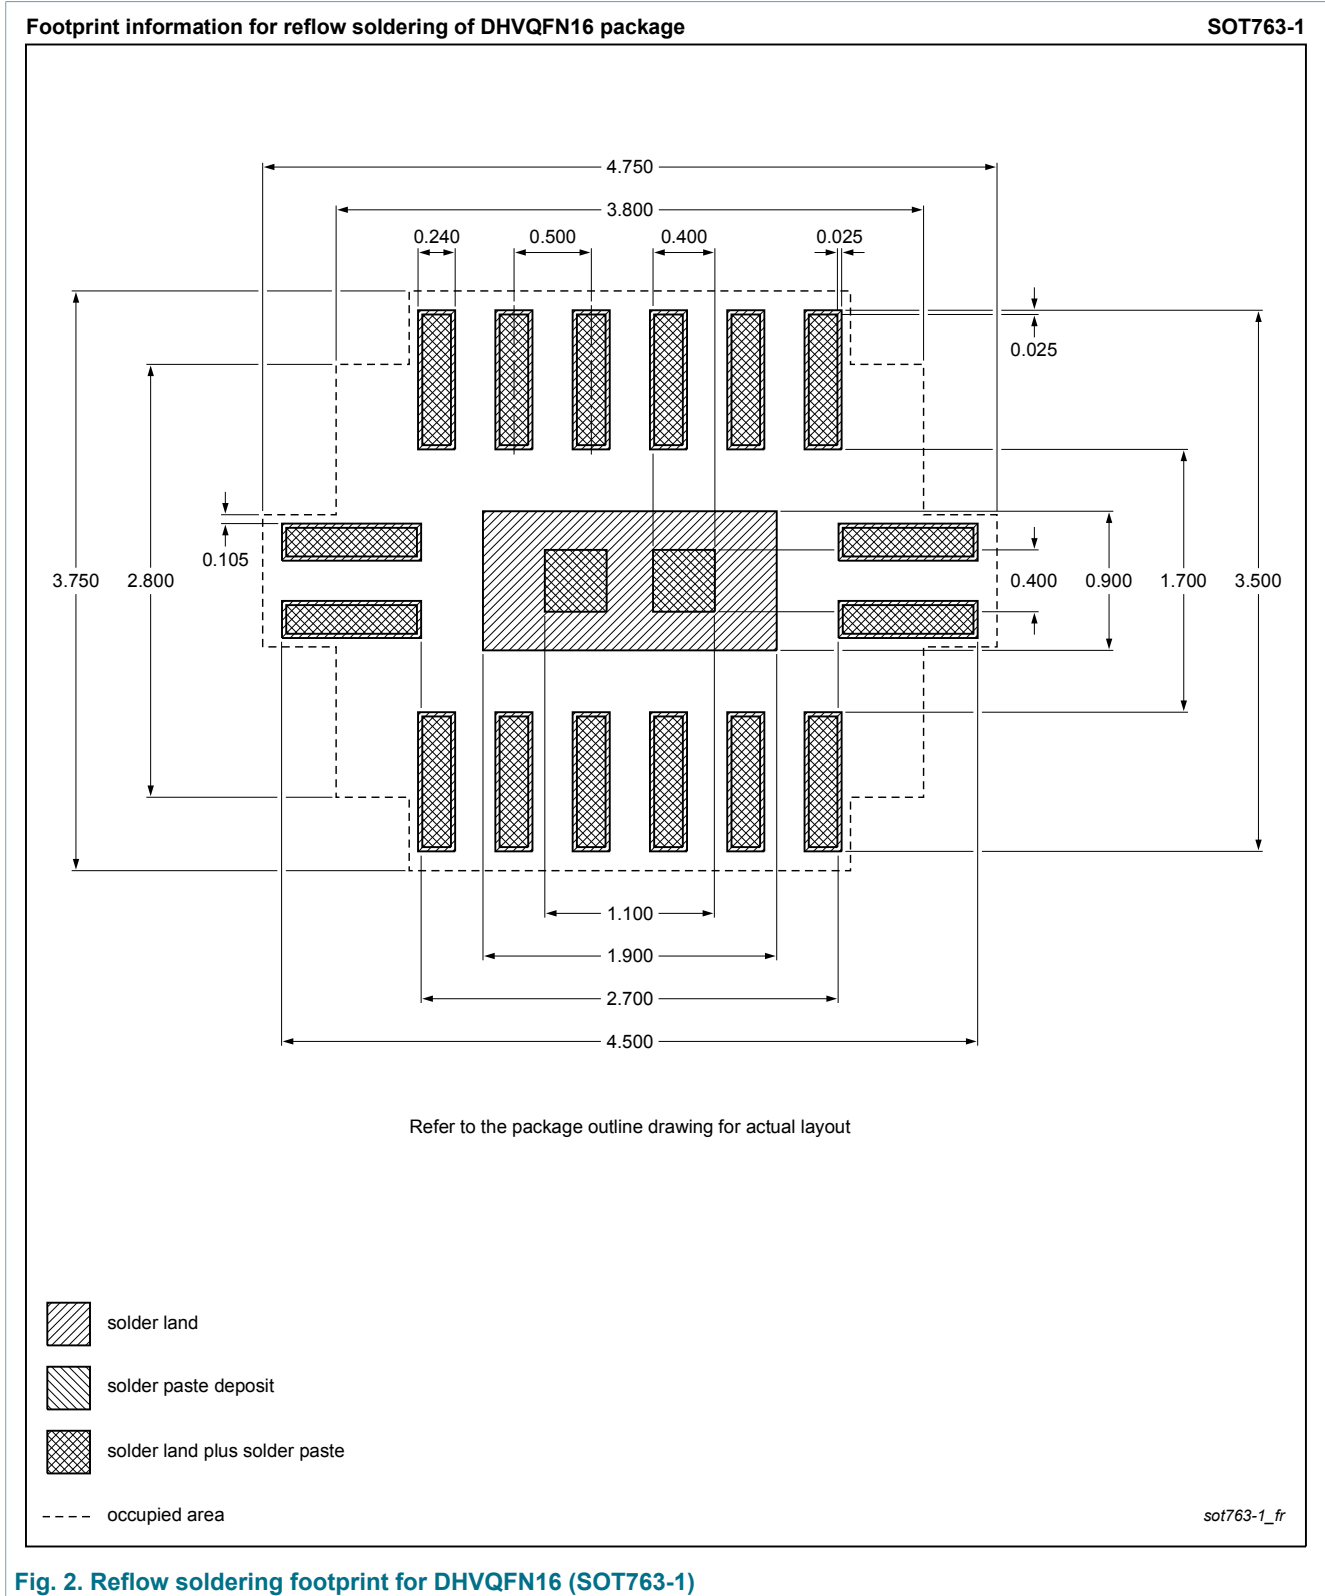 Footprint information for reflow soldering of DHVQFN16 package SOT763-1
4.750
3.800
0.240 0.500 0.400 0.025
0.025
0.105
3.750 2.800 0.400 0.900 1.700 3.500
1.100
1.900
2.700
4.500
Refer to the package outline drawing for actual layout
solder land
solder paste deposit
solder land plus solder paste
occupied area
sot763-1_fr
Fig. 2. Reflow soldering footprint for DHVQFN16 (SOT763-1)